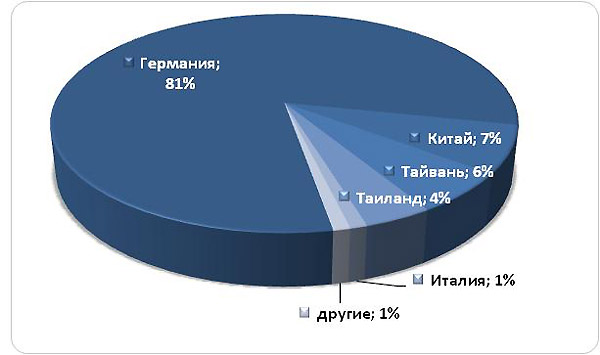 Германия;
81%
Китай; 7%
Тайвань; 6%
Таиланд; 4%
Италия; 1%
другие; 1%